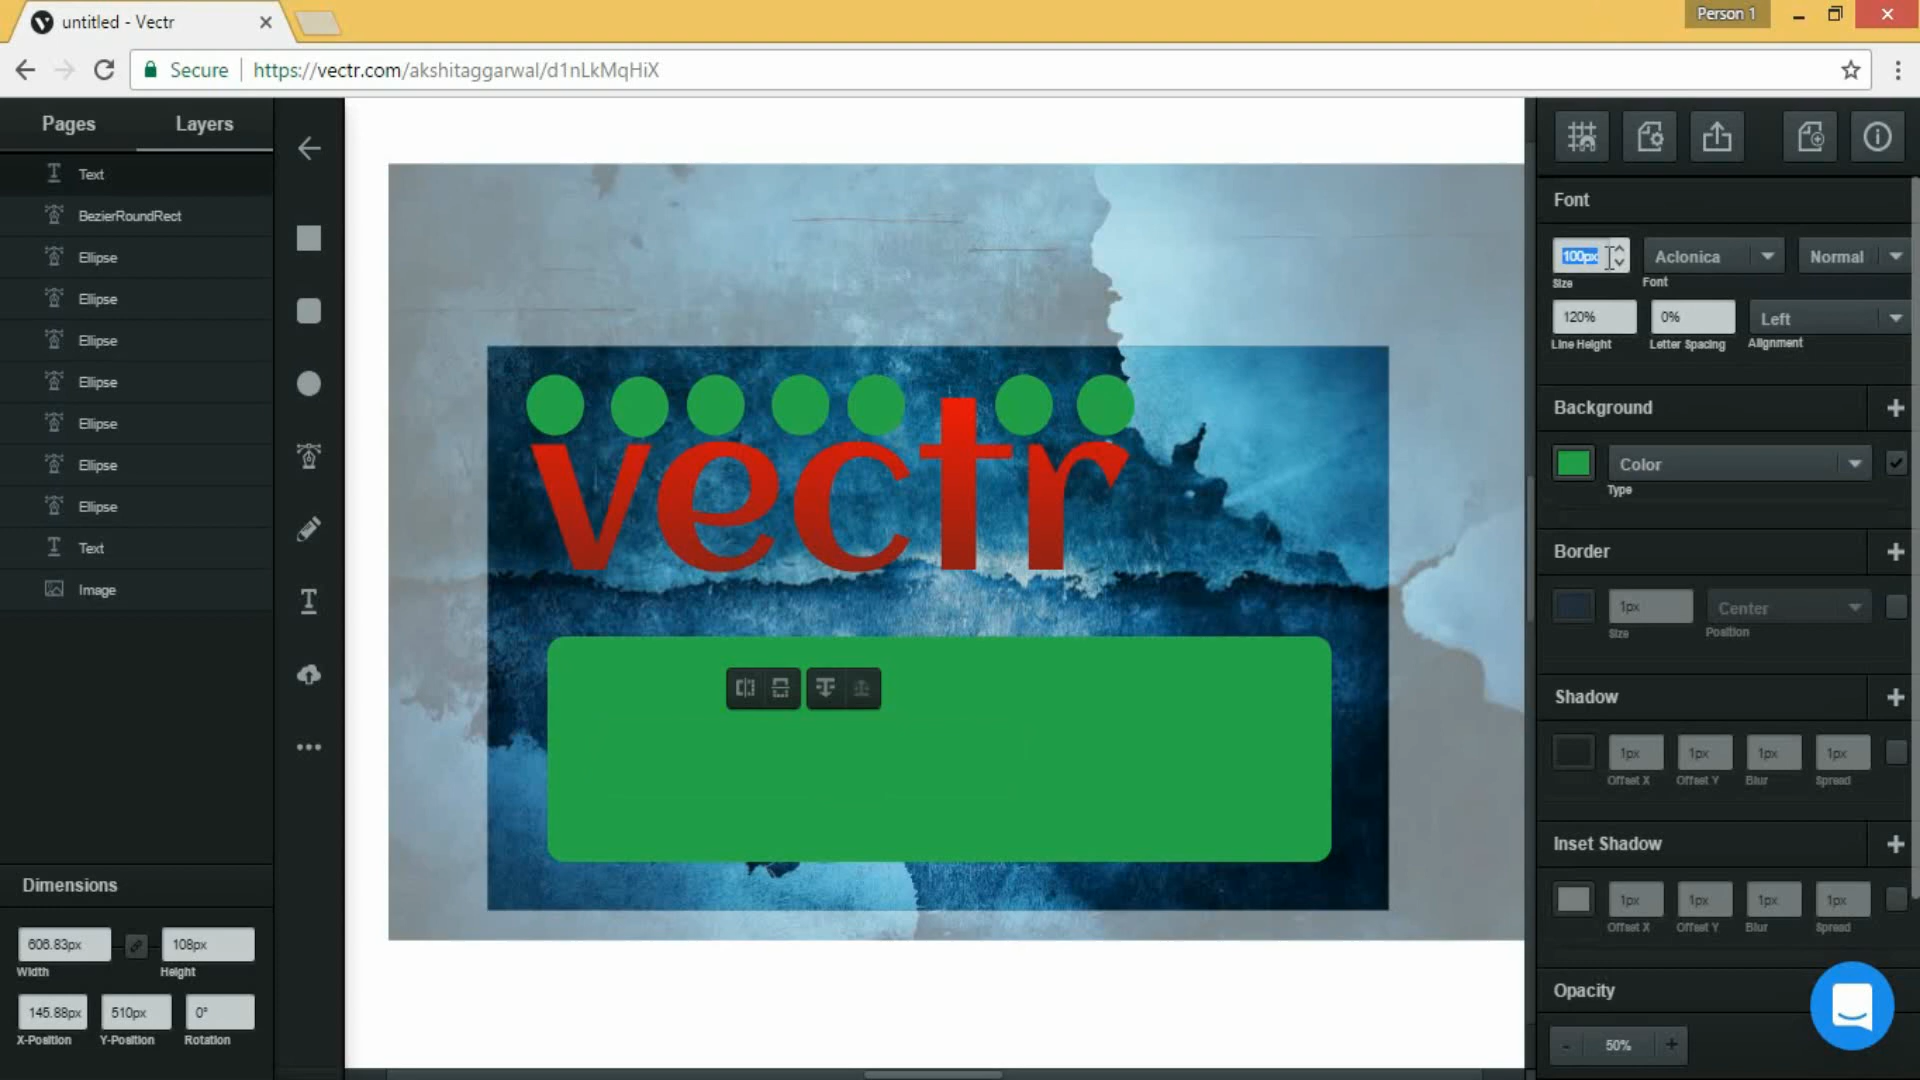 untitled - Vectr
Person 1
Secure
https://vectr.com/akshitaggarwal/d1nLkMqHiX
Pages
Layers
Text
BezierRoundRect
Ellipse
Ellipse
Ellipse
Ellipse
Ellipse
Ellipse
Ellipse
Text
Image
Dimensions
606.83px
108px
Width
Height
145.88px
510px
0°
X-Position
Y-Position
Rotation
vectr
Font
100px
Aclonica
Normal
Size
Font
120%
0%
Left
Line Height
Letter Spacing
Alignment
Background
Color
Type
Border
1px
Center
Size
Position
Shadow
1px
1px
1px
1px
Offset X
Offset Y
Blur
Spread
Inset Shadow
1px
1px
1px
1px
Offset X
Offset Y
Blur
Spread
Opacity
- 50% +